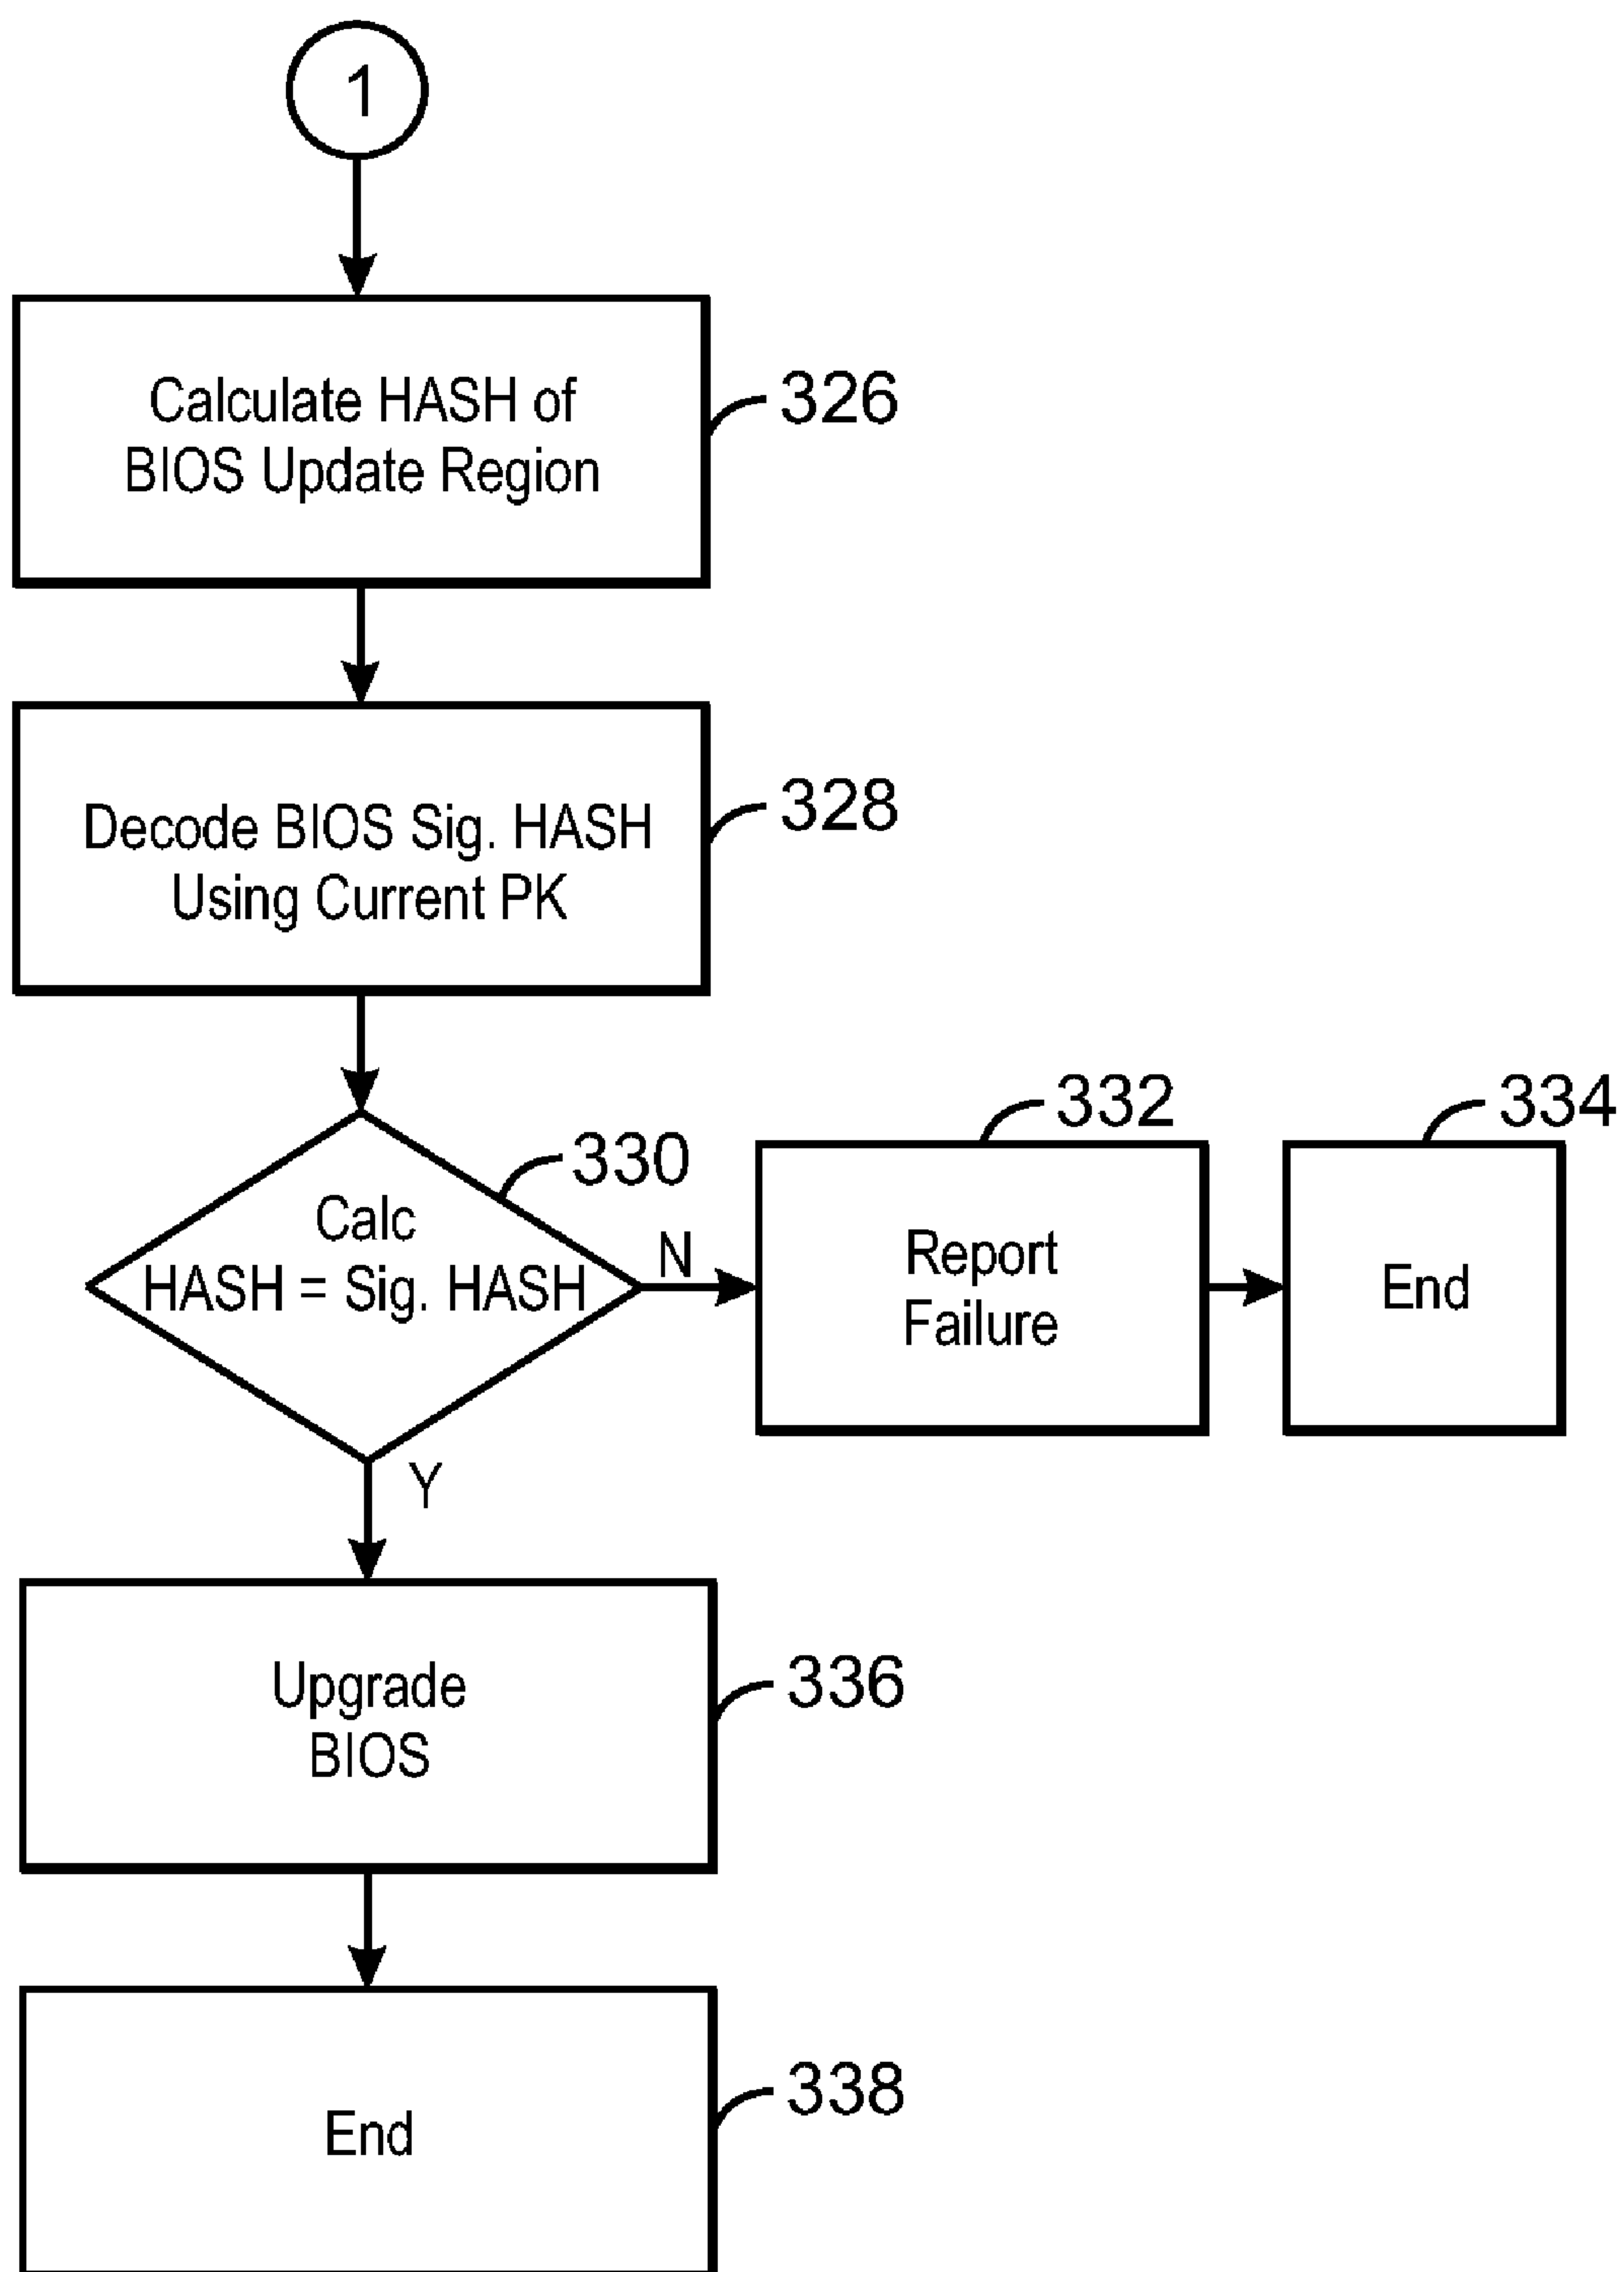 1
Calculate HASH of
BIOS Update Region
326
Decode BIOS Sig. HASH
Using Current PK
328
330
Calc
HASH = Sig. HASH
N
332
Report
Failure
334
End
Y
Upgrade
BIOS
336
End
338